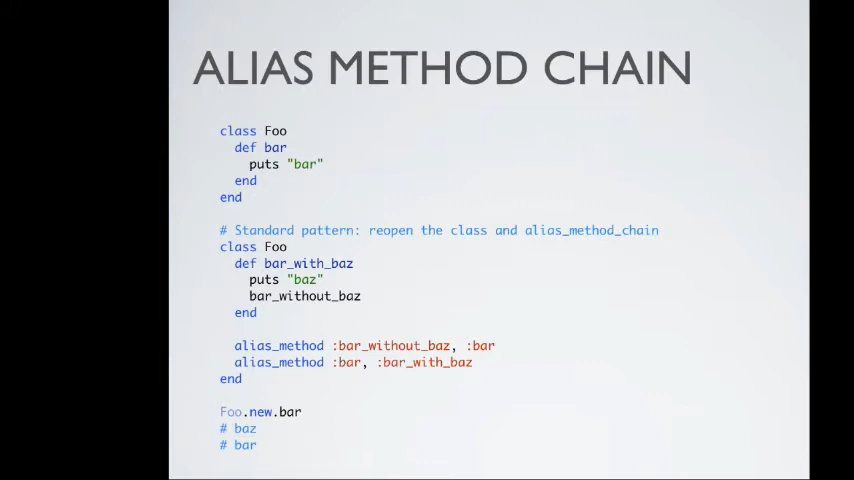 ALIAS METHOD CHAIN
class Foo
  def bar
    puts "bar"
  end
end
# Standard pattern: reopen the class and alias_method_chain
class Foo
  def bar_with_baz
    puts "baz"
    bar_without_baz
  end
  alias_method :bar_without_baz, :bar
  alias_method :bar, :bar_with_baz
end
Foo.new.bar
# baz
# bar